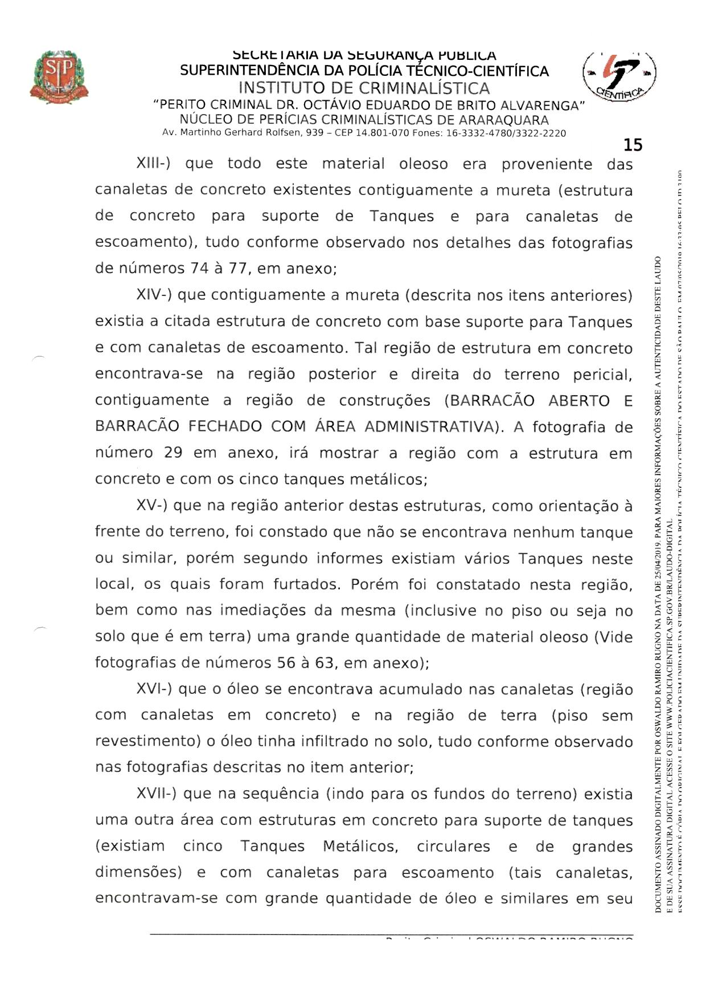 SECRETARIA DA SEGURANÇA PÚBLICA
SUPERINTENDÊNCIA DA POLÍCIA TÉCNICO-CIENTÍFICA
INSTITUTO DE CRIMINALÍSTICA
“PERITO CRIMINAL DR. OCTÁVIO EDUARDO DE BRITO ALVARENGA”
NÚCLEO DE PERÍCIAS CRIMINALÍSTICAS DE ARARAQUARA
Av. Martinho Gerhard Rolfsen, 939 – CEP 14.801-070 Fones: 16-3332-4780/3322-2220
SP
CIENTÍFICA
15
XIII-) que todo este material oleoso era proveniente das
canaletas de concreto existentes contiguamente a mureta (estrutura
de concreto para suporte de Tanques e para canaletas de
escoamento), tudo conforme observado nos detalhes das fotografias
de números 74 à 77, em anexo;
XIV-) que contiguamente a mureta (descrita nos itens anteriores)
existia a citada estrutura de concreto com base suporte para Tanques
e com canaletas de escoamento. Tal região de estrutura em concreto
encontrava-se na região posterior e direita do terreno pericial,
contiguamente a região de construções (BARRACÃO ABERTO E
BARRACÃO FECHADO COM ÁREA ADMINISTRATIVA). A fotografia de
número 29 em anexo, irá mostrar a região com a estrutura em
concreto e com os cinco tanques metálicos;
XV-) que na região anterior destas estruturas, como orientação à
frente do terreno, foi constado que não se encontrava nenhum tanque
ou similar, porém segundo informes existiam vários Tanques neste
local, os quais foram furtados. Porém foi constatado nesta região,
bem como nas imediações da mesma (inclusive no piso ou seja no
solo que é em terra) uma grande quantidade de material oleoso (Vide
fotografias de números 56 à 63, em anexo);
XVI-) que o óleo se encontrava acumulado nas canaletas (região
com canaletas em concreto) e na região de terra (piso sem
revestimento) o óleo tinha infiltrado no solo, tudo conforme observado
nas fotografias descritas no item anterior;
XVII-) que na sequência (indo para os fundos do terreno) existia
uma outra área com estruturas em concreto para suporte de tanques
(existiam cinco Tanques Metálicos, circulares e de grandes
dimensões) e com canaletas para escoamento (tais canaletas,
encontravam-se com grande quantidade de óleo e similares em seu
Perito Criminal OSWALDO RAMIRO RUGNO
DOCUMENTO ASSINADO DIGITALMENTE POR OSWALDO RAMIRO RUGNO NA DATA DE 25/04/2019. PARA MAIORES INFORMAÇÕES SOBRE A AUTENTICIDADE DESTE LAUDO
E DE SUA ASSINATURA DIGITAL ACESSE O SITE WWW.POLICIACIENTIFICA.SP.GOV.BR/LAUDO-DIGITAL
ESSE DOCUMENTO É CÓPIA DO ORIGINAL E FOI GERADO EM UNIDADE DA SUPERINTENDÊNCIA DA POLÍCIA TÉCNICO CIENTÍFICA DO ESTADO DE SÃO PAULO, EM 07/05/2019 16:33:05 PELO ID